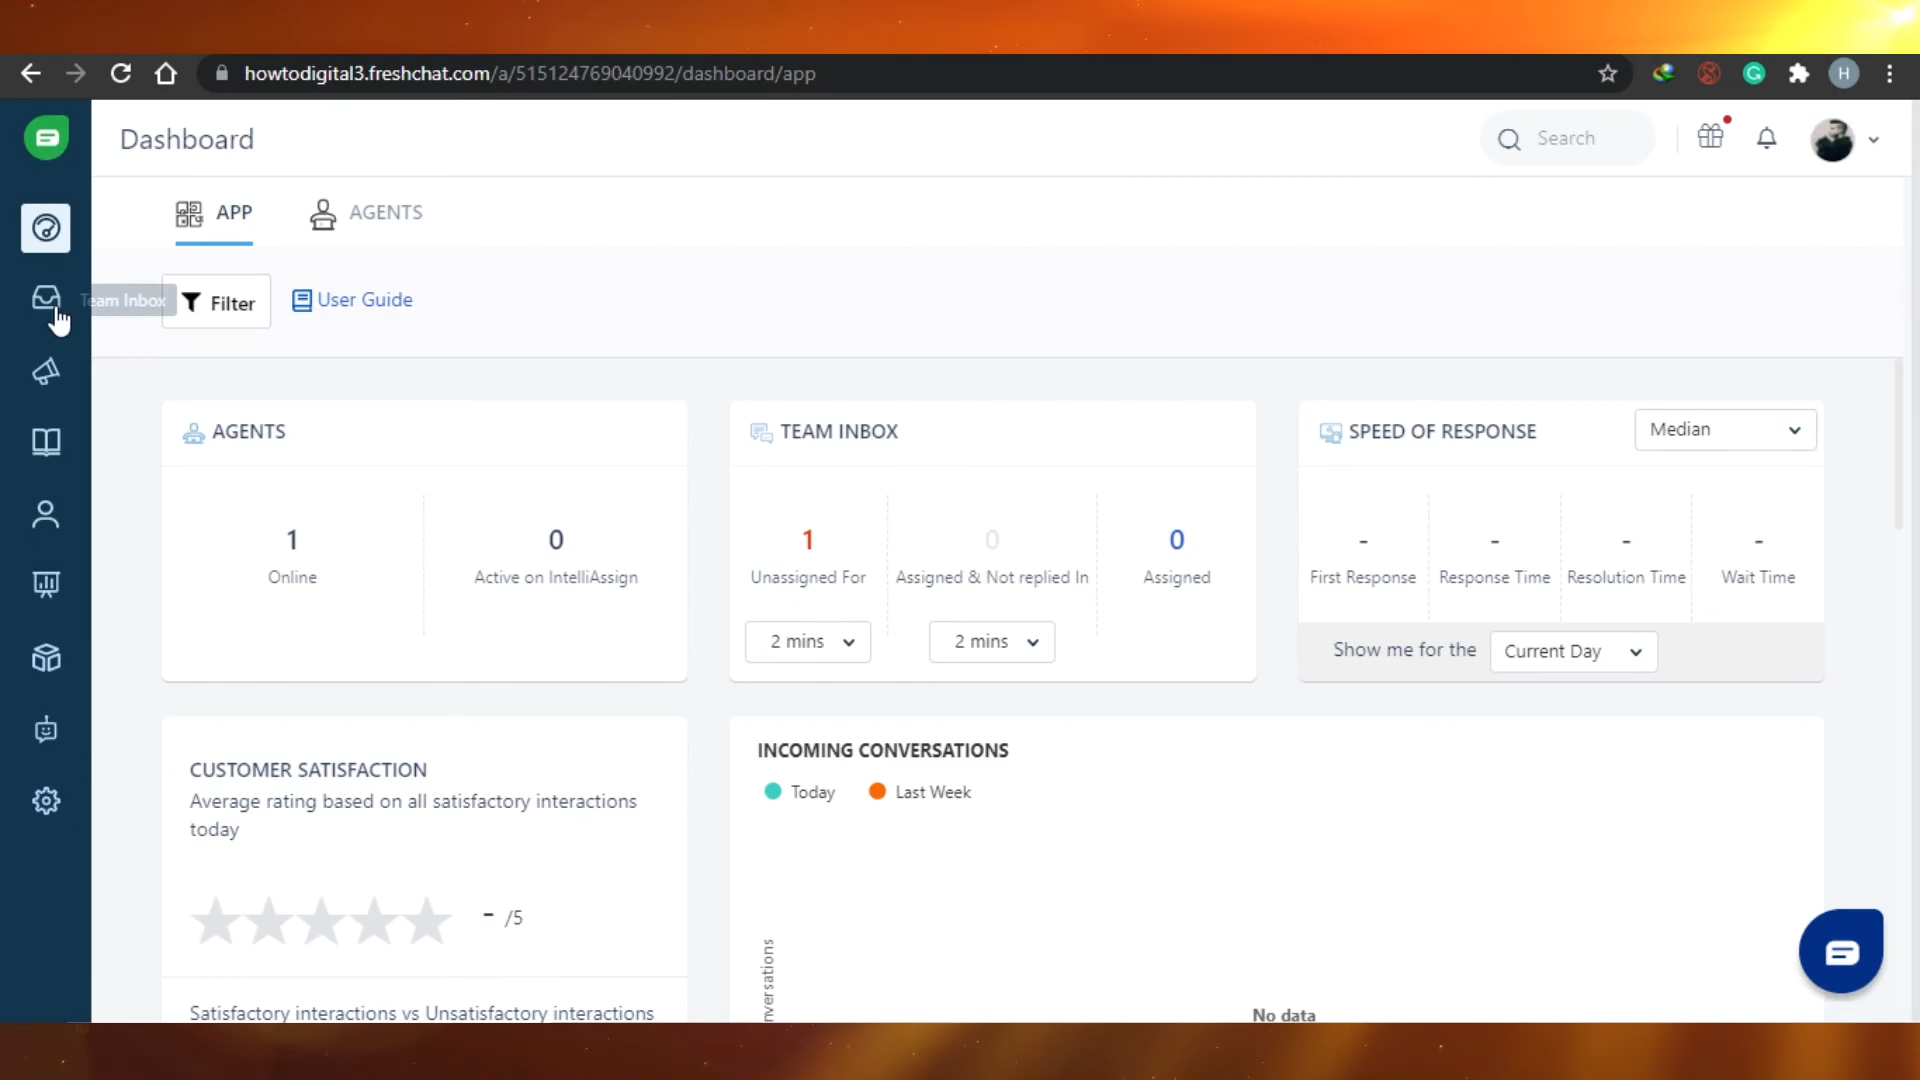 howtodigital3.freshchat.com/a/515124769040992/dashboard/app
H
Dashboard
Search
APP
AGENTS
Team Inbox
Filter
User Guide
AGENTS
1
Online
0
Active on IntelliAssign
TEAM INBOX
1
Unassigned For
2 mins
0
Assigned & Not replied In
2 mins
0
Assigned
SPEED OF RESPONSE
Median
-
First Response
-
Response Time
-
Resolution Time
-
Wait Time
Show me for the
Current Day
CUSTOMER SATISFACTION
Average rating based on all satisfactory interactions
today
- /5
Satisfactory interactions vs Unsatisfactory interactions
INCOMING CONVERSATIONS
Today
Last Week
No data